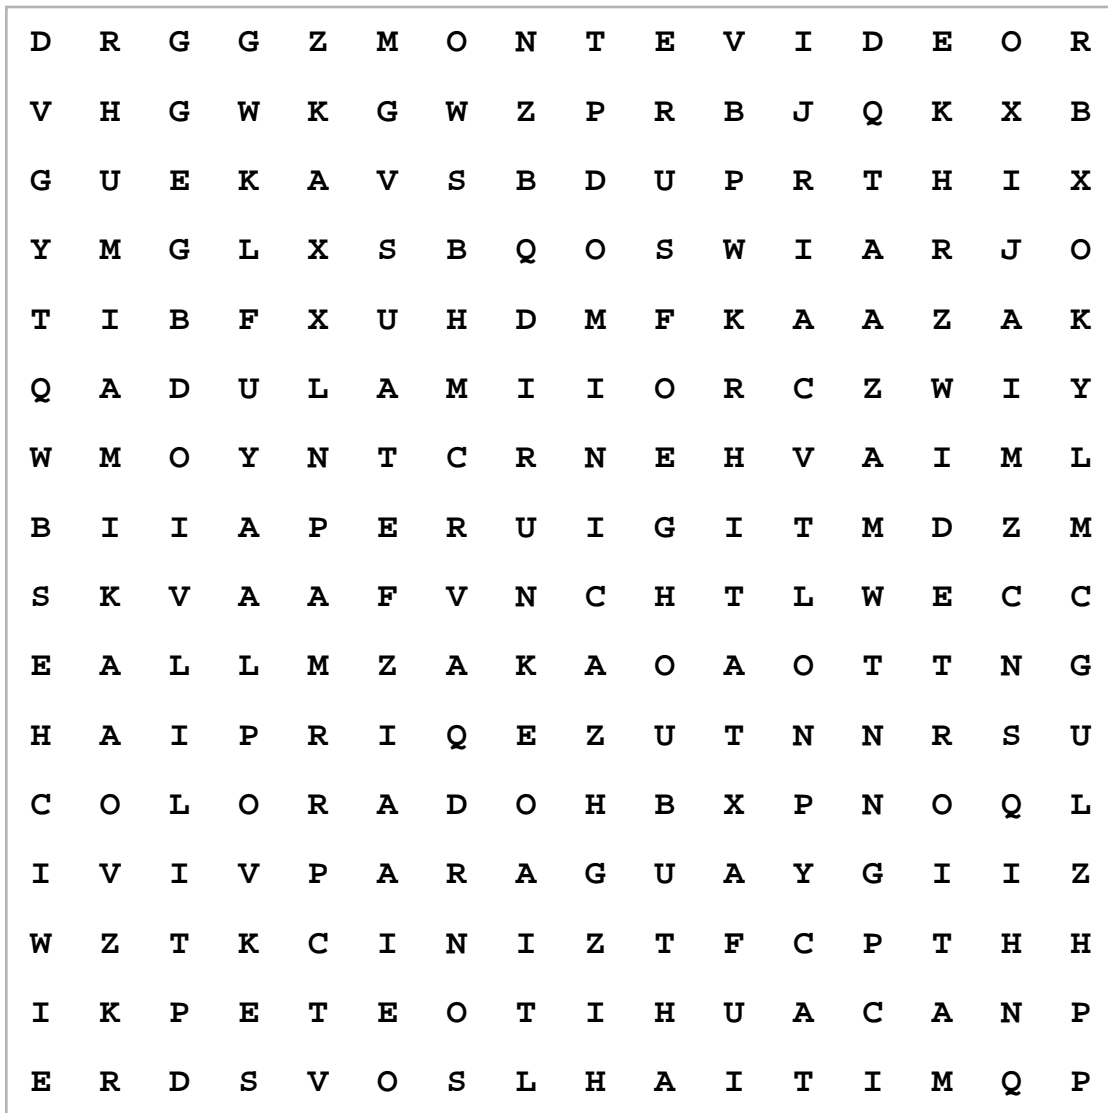 D R G G Z M O N T E V I D E O R
V H G W K G W Z P R B J Q K X B
G U E K A V S B D U P R T H I X
Y M G L X S B Q O S W I A R J O
T I B F X U H D M F K A A Z A K
Q A D U L A M I I O R C Z W I Y
W M O Y N T C R N E H V A I M L
B I I A P E R U I G I T M D Z M
S K V A A F V N C H T L W E C C
E A L L M Z A K A O A O T T N G
H A I P R I Q E Z U T N N R S U
C O L O R A D O H B X P N O Q L
I V I V P A R A G U A Y G I I Z
W Z T K C I N I Z T F C P T H H
I K P E T E O T I H U A C A N P
E R D S V O S L H A I T I M Q P